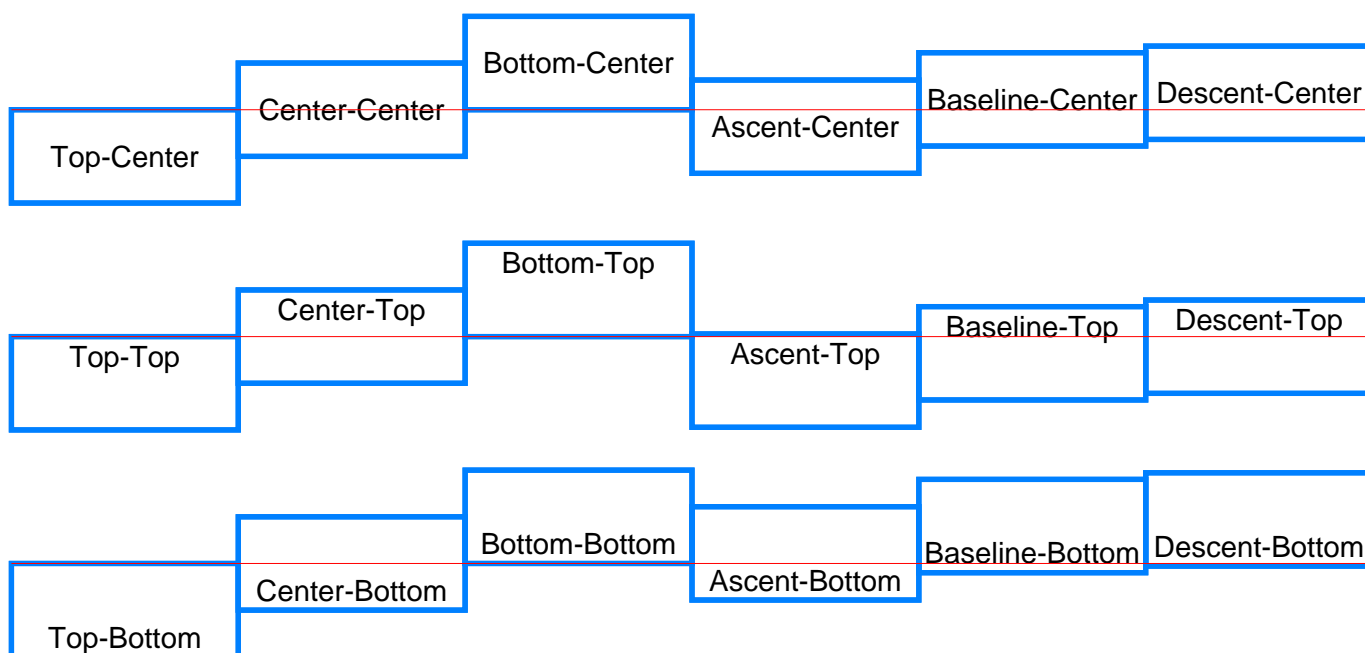 Top-Center Center-Center Bottom-Center Ascent-Center Baseline-Center Descent-Center
Top-Top Center-Top Bottom-Top Ascent-Top Baseline-Top Descent-Top
Top-Bottom Center-Bottom Bottom-Bottom Ascent-Bottom Baseline-Bottom Descent-Bottom